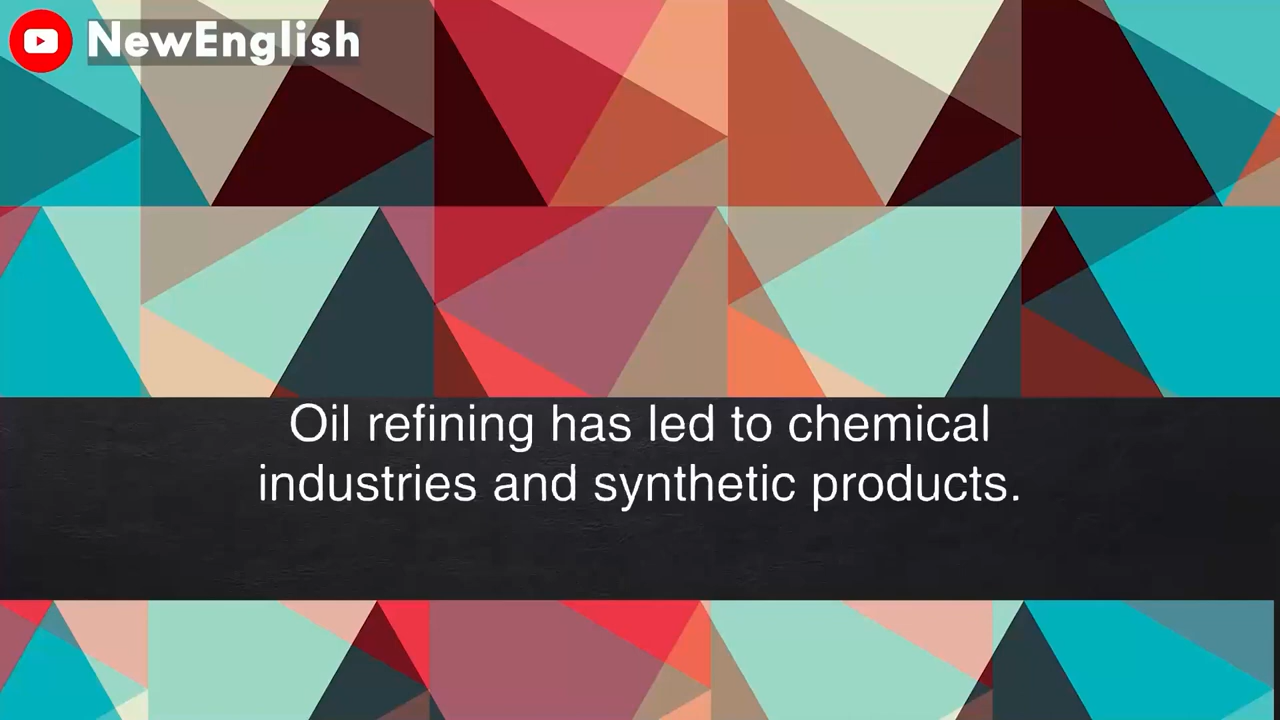 NewEnglish
Oil refining has led to chemical
industries and synthetic products.